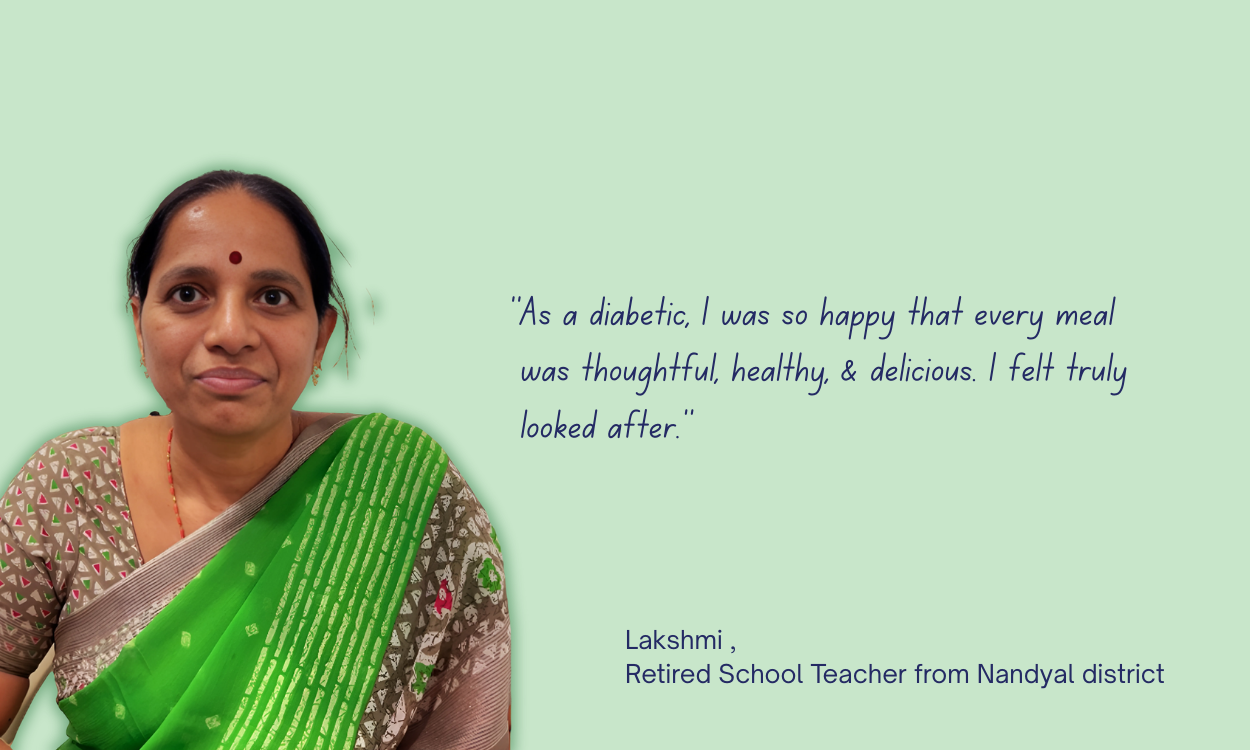 "As a diabetic, I was so happy that every meal
was thoughtful, healthy, & delicious. I felt truly
looked after."
Lakshmi ,
Retired School Teacher from Nandyal district